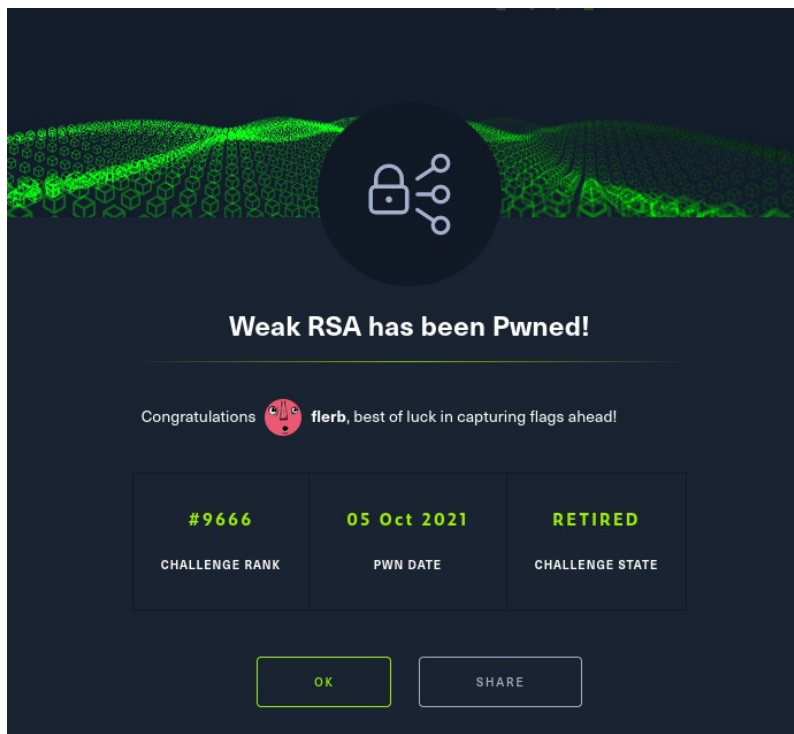 Weak RSA has been Pwned!
Congratulations flerb, best of luck in capturing flags ahead!
#9666 05 Oct 2021 RETIRED
CHALLENGE RANK PWN DATE CHALLENGE STATE
OK SHARE